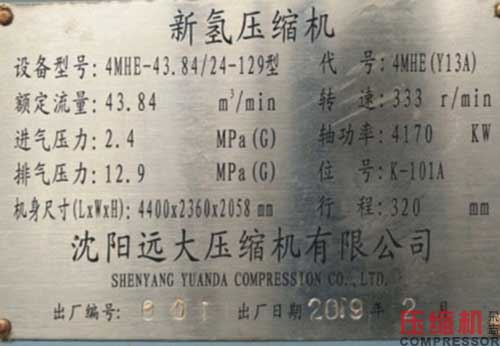 新氢压缩机
设备型号: 4MHE-43.84/24-129型 代 号: 4MHE(Y13A)
额定流量: 43.84 m³/min 转 速: 333 r/min
进气压力: 2.4 MPa(G) 轴功率: 4170 KW
排气压力: 12.9 MPa(G) 位 号: K-101A
机身尺寸(LxWxH): 4400x2360x2058 mm 行 程: 320 mm
沈阳远大压缩机有限公司
SHENYANG YUANDA COMPRESSION CO., LTD.
出厂编号: 601 出厂日期 2019 年 2 月
压缩机
COMPRESSOR